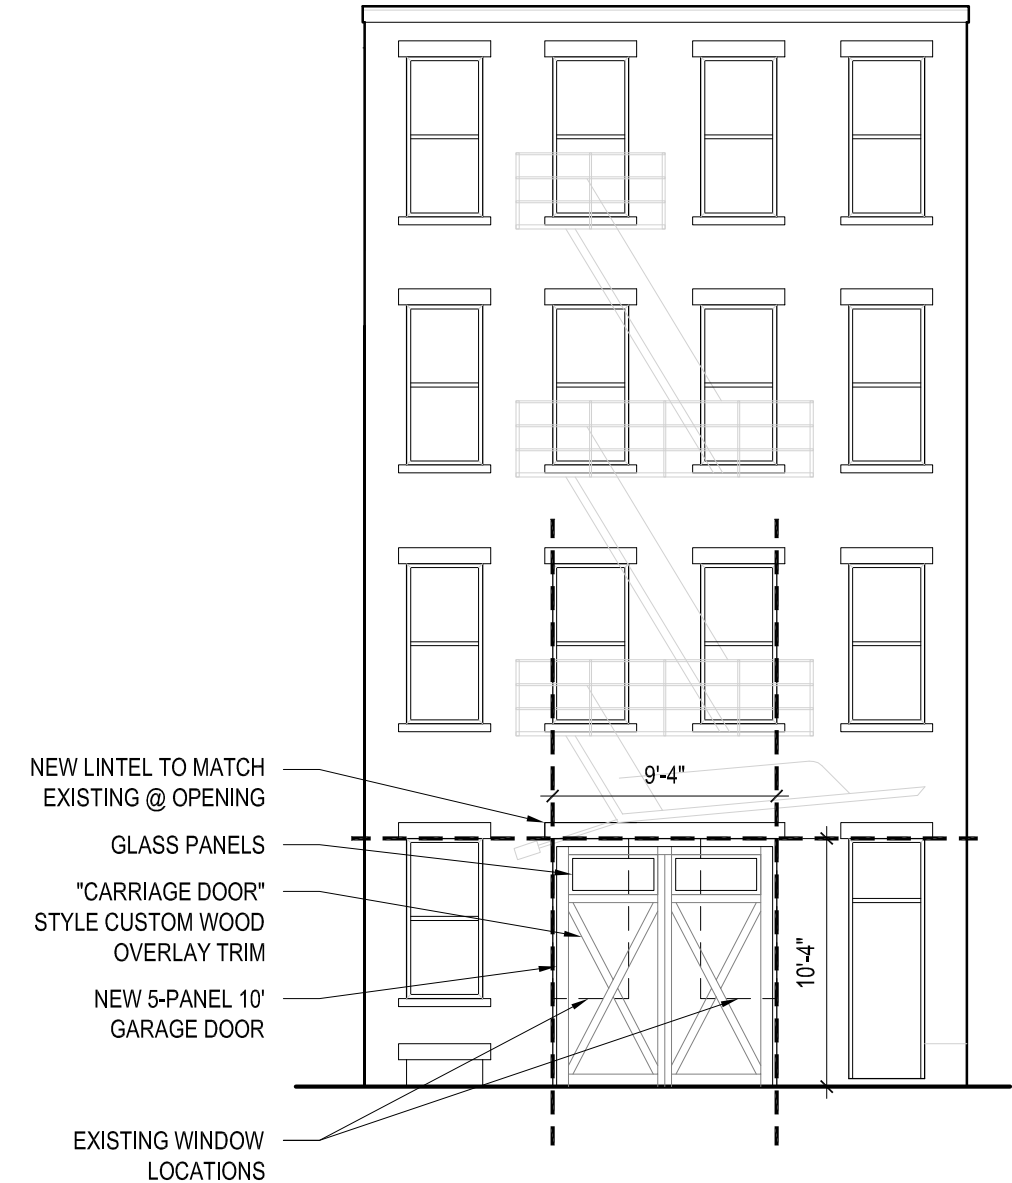 NEW LINTEL TO MATCH
EXISTING @ OPENING
GLASS PANELS
"CARRIAGE DOOR"
STYLE CUSTOM WOOD
OVERLAY TRIM
NEW 5-PANEL 10'
GARAGE DOOR
EXISTING WINDOW
LOCATIONS
9'-4"
10'-4"